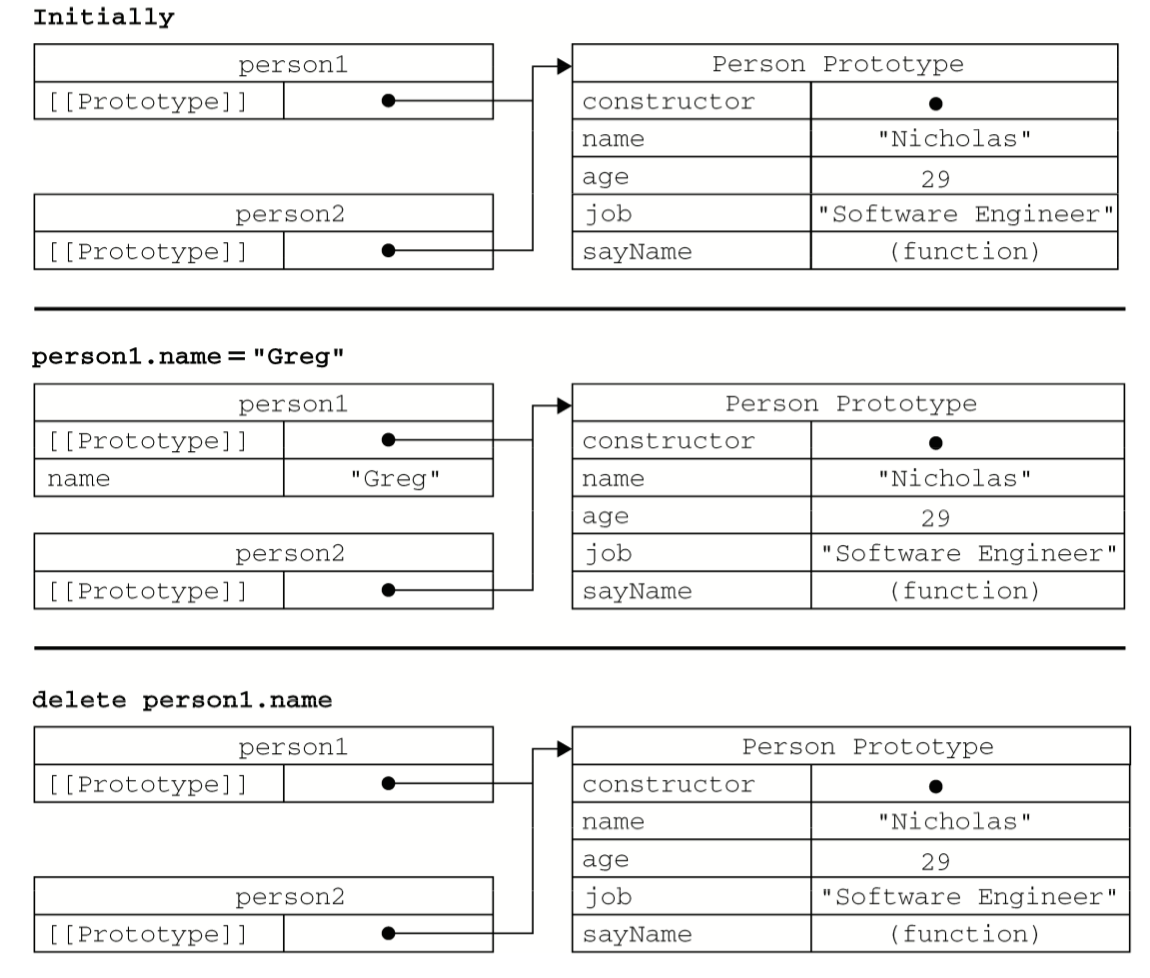 Initially
person1
[[Prototype]]
person2
[[Prototype]]
Person Prototype
constructor
name "Nicholas"
age 29
job "Software Engineer"
sayName (function)
person1.name = "Greg"
person1
[[Prototype]]
name "Greg"
person2
[[Prototype]]
Person Prototype
constructor
name "Nicholas"
age 29
job "Software Engineer"
sayName (function)
delete person1.name
person1
[[Prototype]]
person2
[[Prototype]]
Person Prototype
constructor
name "Nicholas"
age 29
job "Software Engineer"
sayName (function)